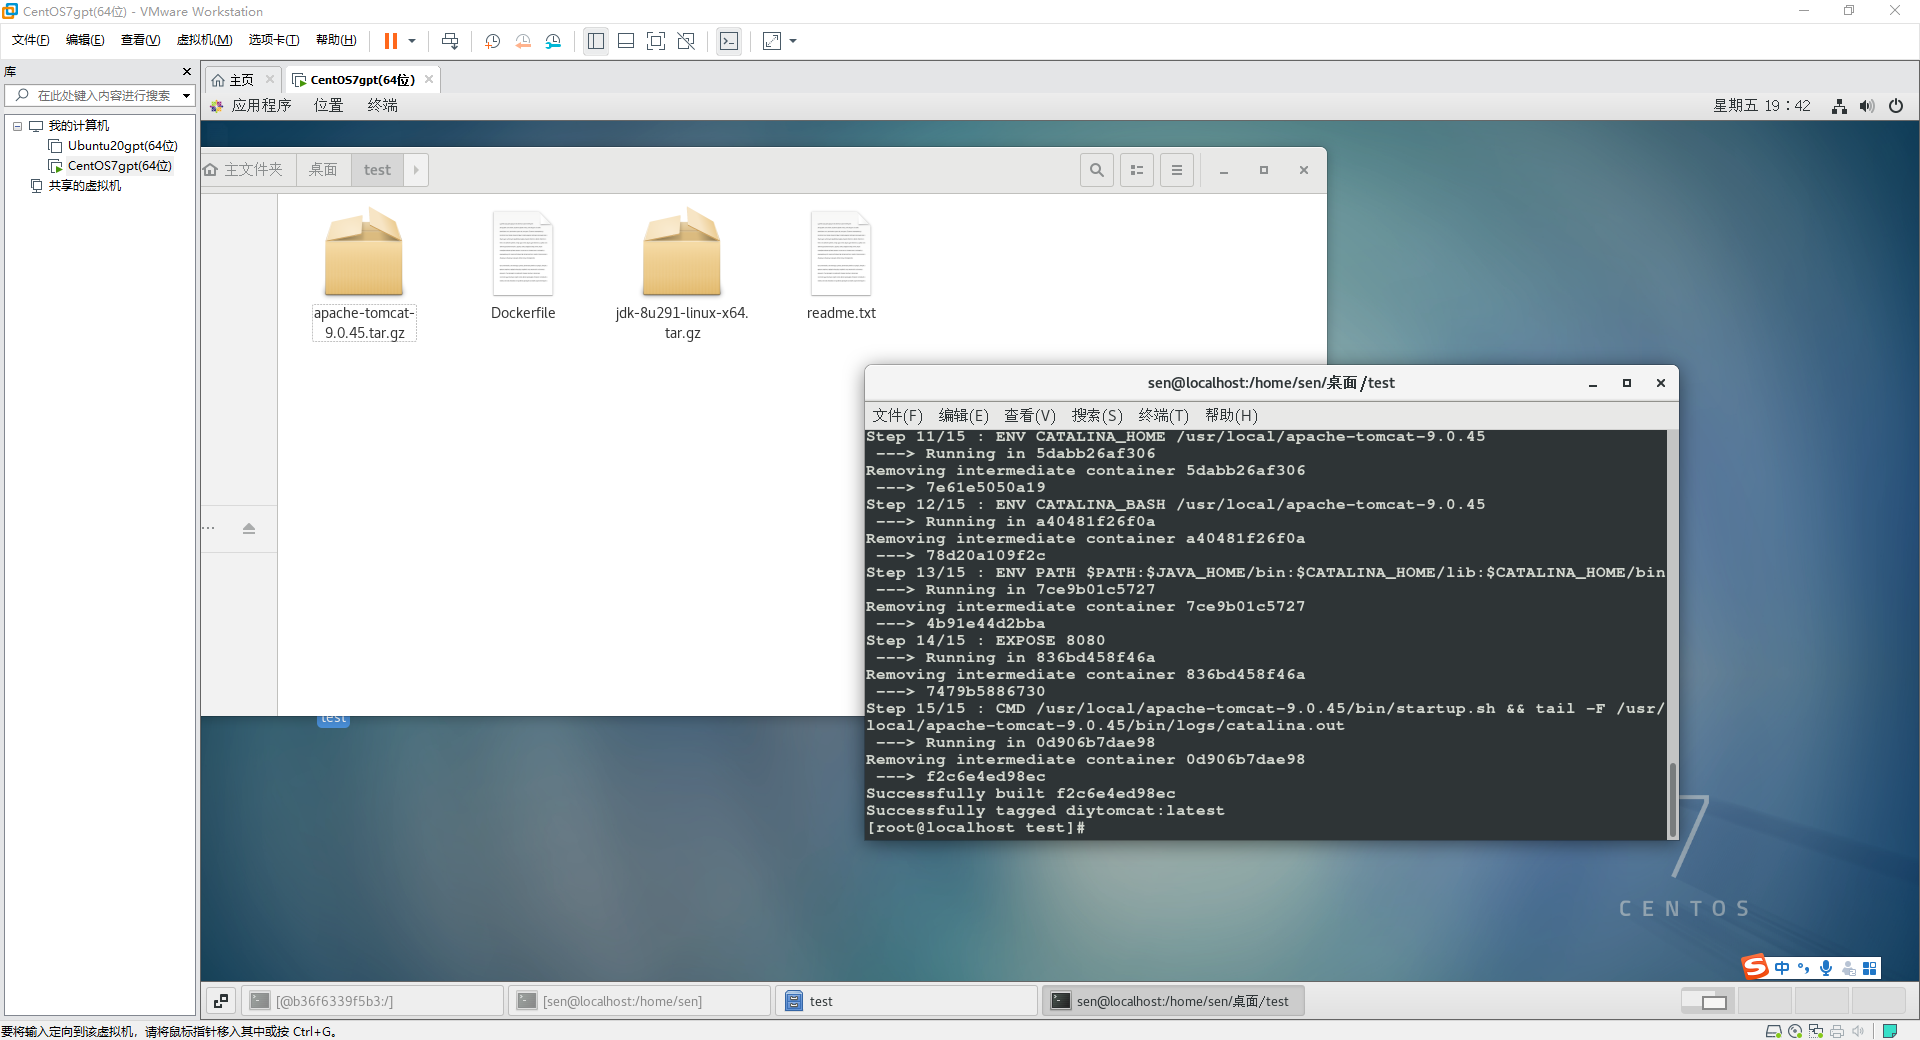 CentOS7gpt(64位) - VMware Workstation
文件(F) 编辑(E) 查看(V) 虚拟机(M) 选项卡(T) 帮助(H)
库
在此处键入内容进行搜索
我的计算机
Ubuntu20gpt(64位)
CentOS7gpt(64位)
共享的虚拟机
主页 CentOS7gpt(64位)
应用程序 位置 终端 星期五 19：42
主文件夹 桌面 test
apache-tomcat-9.0.45.tar.gz
Dockerfile
jdk-8u291-linux-x64.tar.gz
readme.txt
test
sen@localhost:/home/sen/桌面/test
文件(F) 编辑(E) 查看(V) 搜索(S) 终端(T) 帮助(H)
Step 11/15 : ENV CATALINA_HOME /usr/local/apache-tomcat-9.0.45
 ---> Running in 5dabb26af306
Removing intermediate container 5dabb26af306
 ---> 7e61e5050a19
Step 12/15 : ENV CATALINA_BASH /usr/local/apache-tomcat-9.0.45
 ---> Running in a40481f26f0a
Removing intermediate container a40481f26f0a
 ---> 78d20a109f2c
Step 13/15 : ENV PATH $PATH:$JAVA_HOME/bin:$CATALINA_HOME/lib:$CATALINA_HOME/bin
 ---> Running in 7ce9b01c5727
Removing intermediate container 7ce9b01c5727
 ---> 4b91e44d2bba
Step 14/15 : EXPOSE 8080
 ---> Running in 836bd458f46a
Removing intermediate container 836bd458f46a
 ---> 7479b5886730
Step 15/15 : CMD /usr/local/apache-tomcat-9.0.45/bin/startup.sh && tail -F /usr/
local/apache-tomcat-9.0.45/bin/logs/catalina.out
 ---> Running in 0d906b7dae98
Removing intermediate container 0d906b7dae98
 ---> f2c6e4ed98ec
Successfully built f2c6e4ed98ec
Successfully tagged diytomcat:latest
[root@localhost test]#
7
CENTOS
中
[@b36f6339f5b3:/] [sen@localhost:/home/sen] test sen@localhost:/home/sen/桌面/test
要将输入定向到该虚拟机，请将鼠标指针移入其中或按 Ctrl+G。